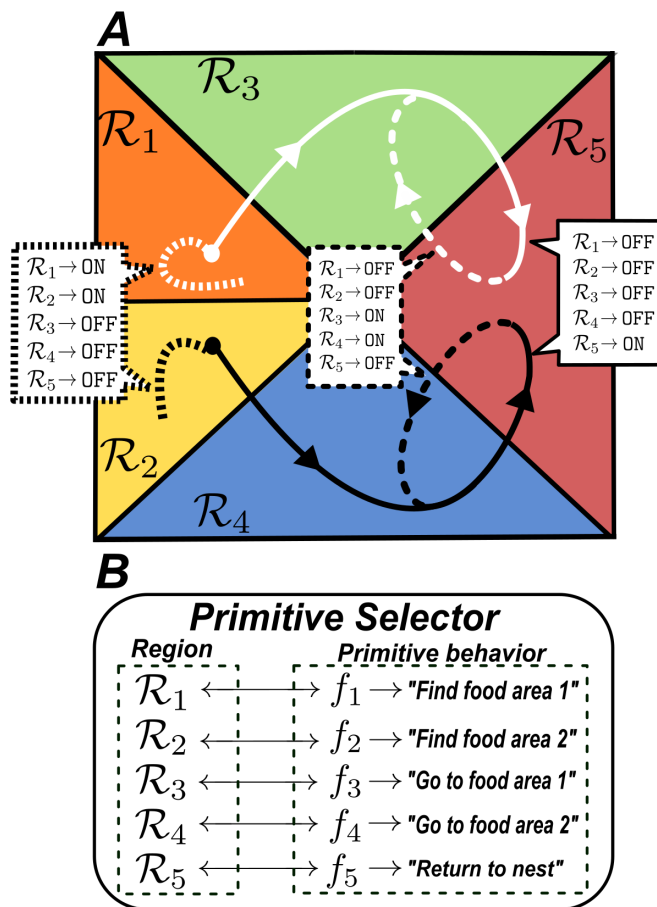 A
R3
R1
R5
R1→ON
R2→ON
R3→OFF
R4→OFF
R5→OFF
R1→OFF
R2→OFF
R3→ON
R4→ON
R5→OFF
R1→OFF
R2→OFF
R3→OFF
R4→OFF
R5→ON
R2
R4
B
Primitive Selector
Region Primitive behavior
R1 ↔ f1 → "Find food area 1"
R2 ↔ f2 → "Find food area 2"
R3 ↔ f3 → "Go to food area 1"
R4 ↔ f4 → "Go to food area 2"
R5 ↔ f5 → "Return to nest"